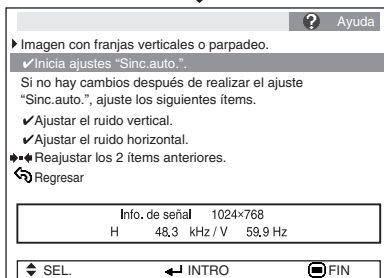 ? Ayuda
Imagen con franjas verticales o parpadeo.
✔Inicia ajustes “Sinc.auto.”.
Si no hay cambios después de realizar el ajuste
“Sinc.auto.”, ajuste los siguientes ítems.
✔Ajustar el ruido vertical.
✔Ajustar el ruido horizontal.
Reajustar los 2 ítems anteriores.
Regresar
Info. de señal 1024×768
H 48.3 kHz / V 59.9 Hz
SEL. INTRO FIN